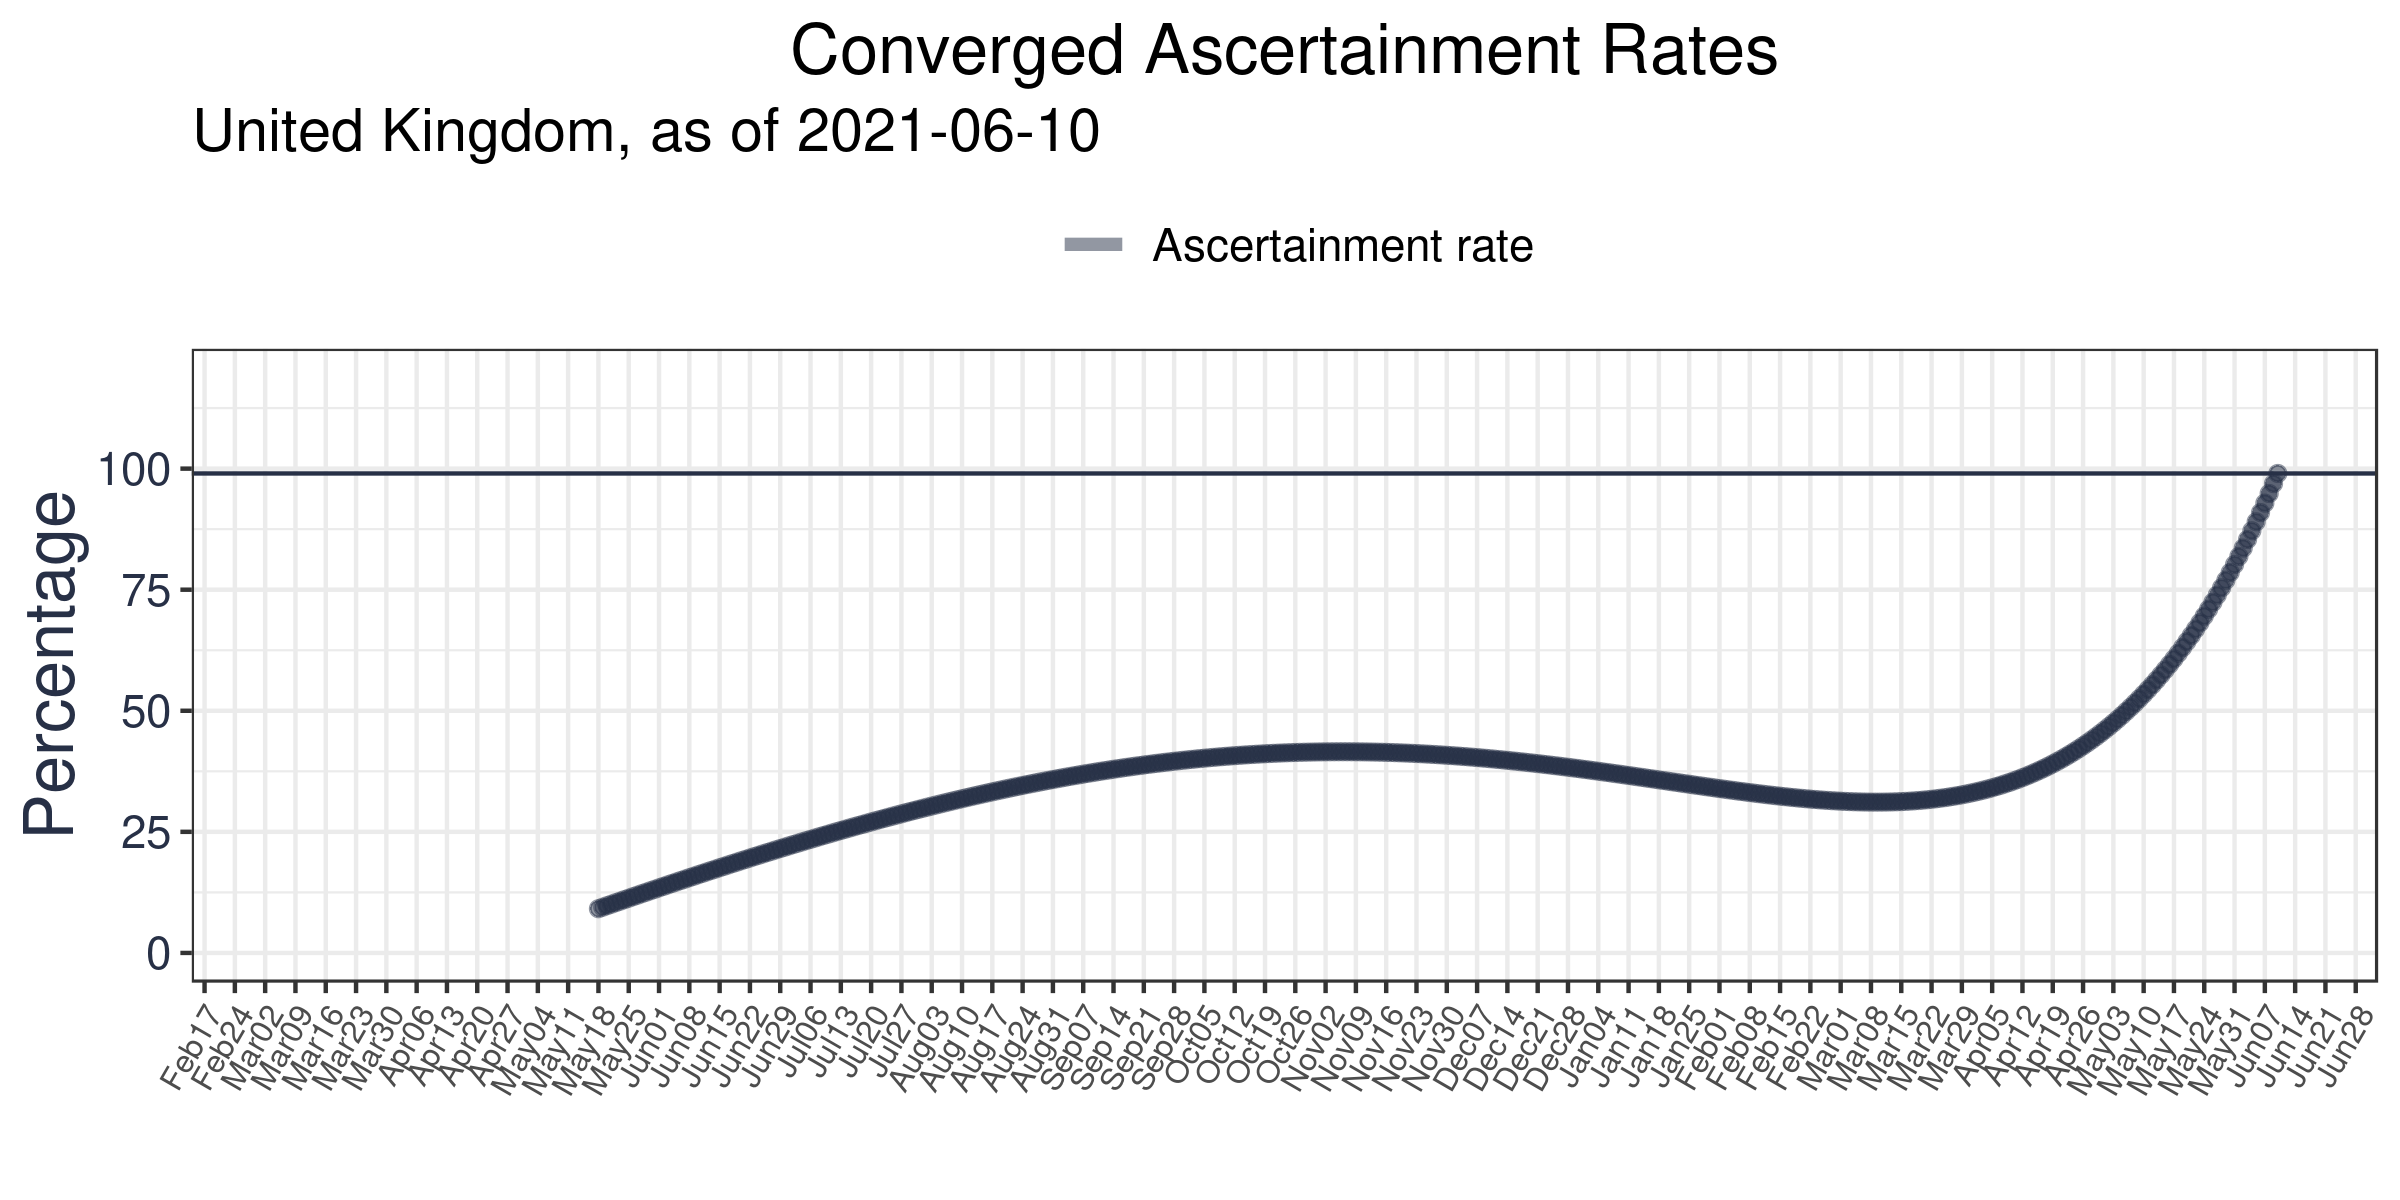 Converged Ascertainment Rates
United Kingdom, as of 2021-06-10
Ascertainment rate
Percentage
100
75
50
25
0
Feb17 Feb24 Mar02 Mar09 Mar16 Mar23 Mar30 Apr06 Apr13 Apr20 Apr27 May04 May11 May18 May25 Jun01 Jun08 Jun15 Jun22 Jun29 Jul06 Jul13 Jul20 Jul27 Aug03 Aug10 Aug17 Aug24 Aug31 Sep07 Sep14 Sep21 Sep28 Oct05 Oct12 Oct19 Oct26 Nov02 Nov09 Nov16 Nov23 Nov30 Dec07 Dec14 Dec21 Dec28 Jan04 Jan11 Jan18 Jan25 Feb01 Feb08 Feb15 Feb22 Mar01 Mar08 Mar15 Mar22 Mar29 Apr05 Apr12 Apr19 Apr26 May03 May10 May17 May24 May31 Jun07 Jun14 Jun21 Jun28